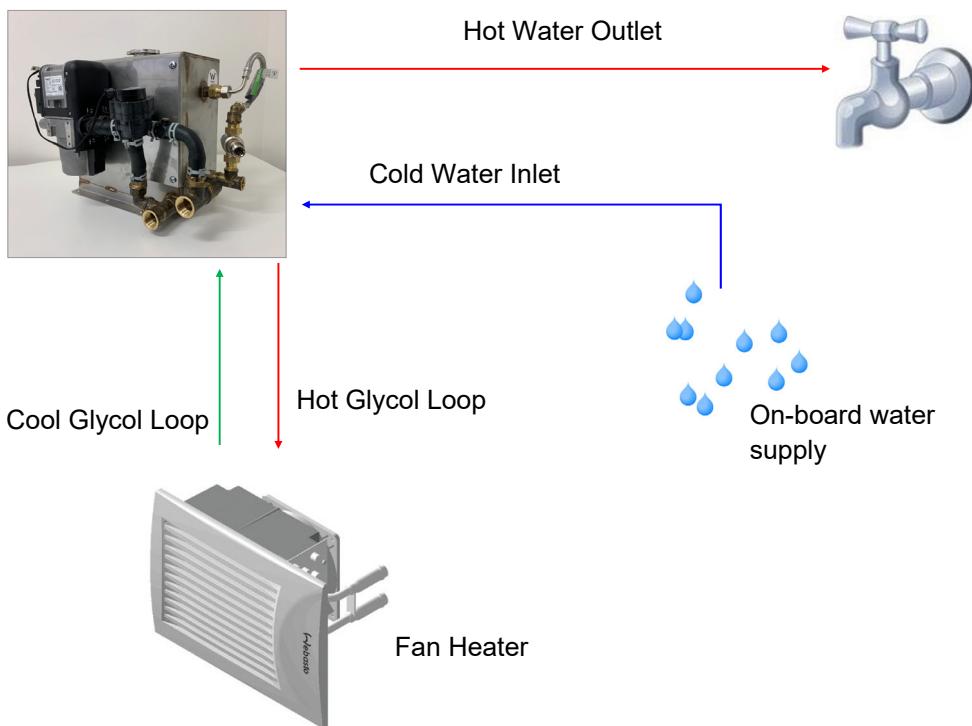 Hot Water Outlet
Cold Water Inlet
Cool Glycol Loop
Hot Glycol Loop
On-board water
supply
Fan Heater
Webasto